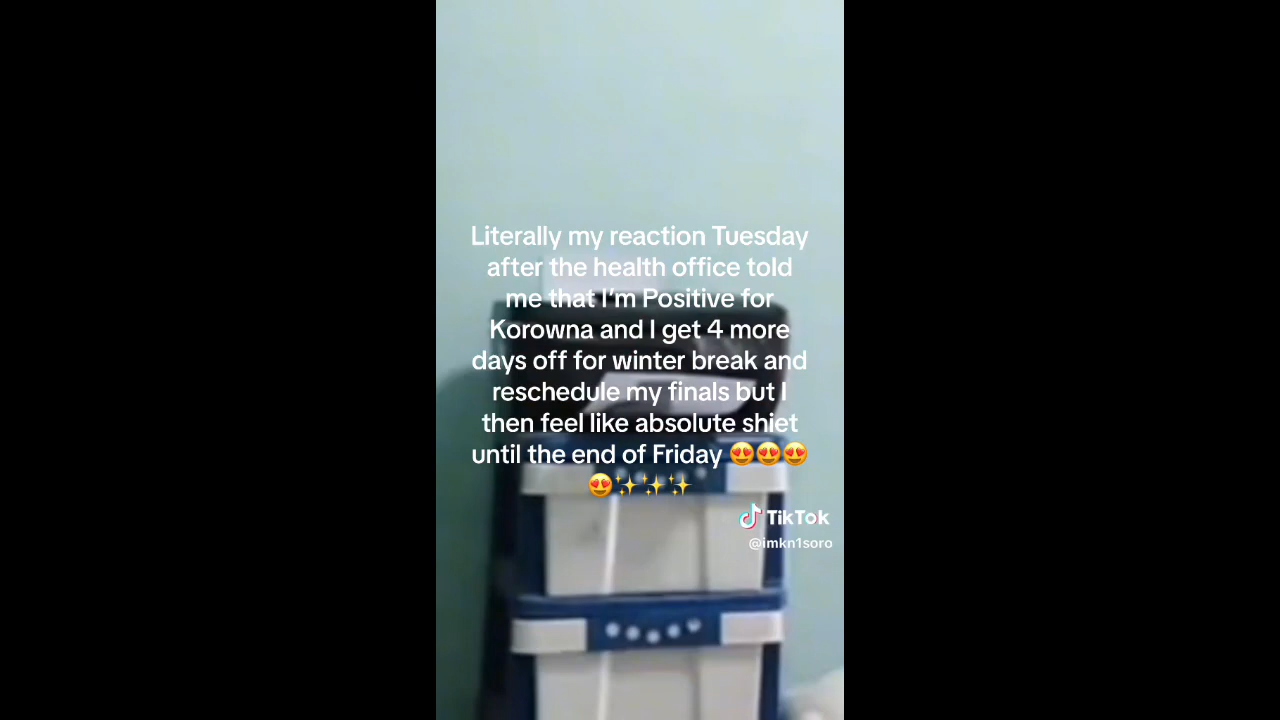 Literally my reaction Tuesday
after the health office told
me that I’m Positive for
Korowna and I get 4 more
days off for winter break and
reschedule my finals but I
then feel like absolute shiet
until the end of Friday 😍😍😍
😍✨✨✨
TikTok
@imkn1soro